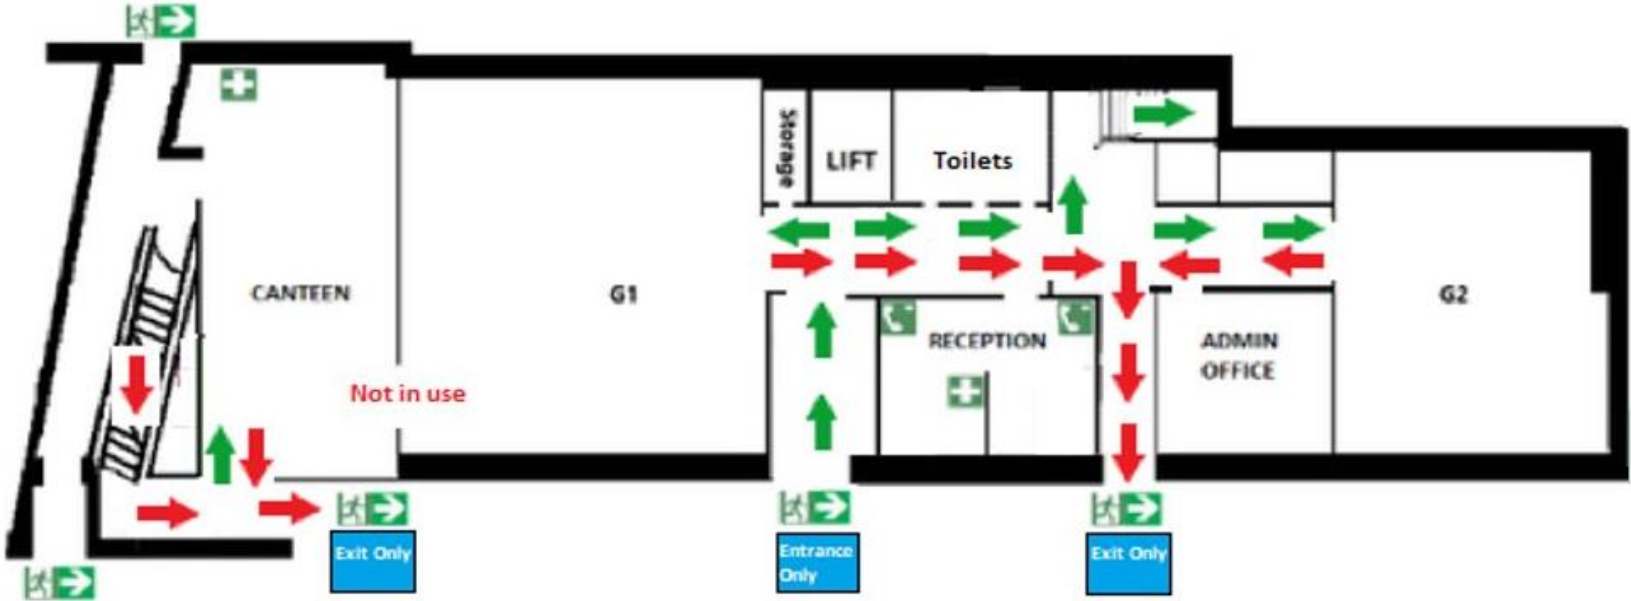 Storage
LIFT
Toilets
CANTEEN
G1
G2
RECEPTION
ADMIN
OFFICE
Not in use
Exit Only
Entrance
Only
Exit Only